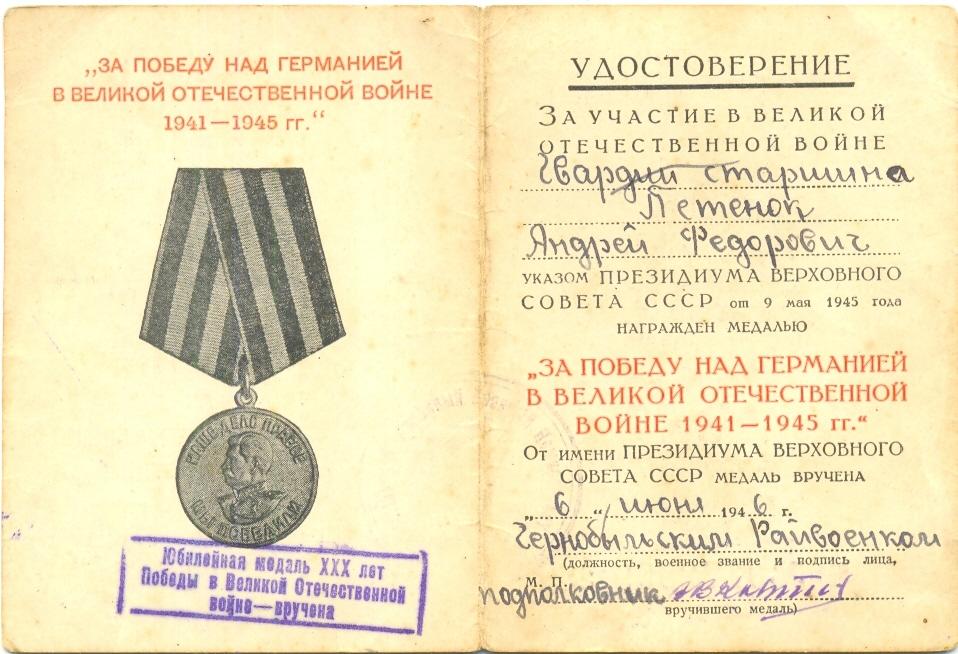 „ЗА ПОБЕДУ НАД ГЕРМАНИЕЙ
В ВЕЛИКОЙ ОТЕЧЕСТВЕННОЙ ВОЙНЕ
1941—1945 гг.“
НАШЕ ДЕЛО ПРАВОЕ
МЫ ПОБЕДИЛИ
Юбилейная медаль XXX лет
Победы в Великой Отечественной
войне—вручена
УДОСТОВЕРЕНИЕ
ЗА УЧАСТИЕ В ВЕЛИКОЙ
ОТЕЧЕСТВЕННОЙ ВОЙНЕ
Гвардии старшина
Петенок
Андрей Федорович
УКАЗОМ ПРЕЗИДИУМА ВЕРХОВНОГО
СОВЕТА СССР от 9 мая 1945 года
НАГРАЖДЕН МЕДАЛЬЮ
„ЗА ПОБЕДУ НАД ГЕРМАНИЕЙ
В ВЕЛИКОЙ ОТЕЧЕСТВЕННОЙ
ВОЙНЕ 1941—1945 гг.“
От имени ПРЕЗИДИУМА ВЕРХОВНОГО
СОВЕТА СССР МЕДАЛЬ ВРУЧЕНА
„6“ июня 1946 г.
Чернобыльским Райвоенком
(должность, военное звание и подпись лица,
М. П.
подполковник
вручившего медаль)